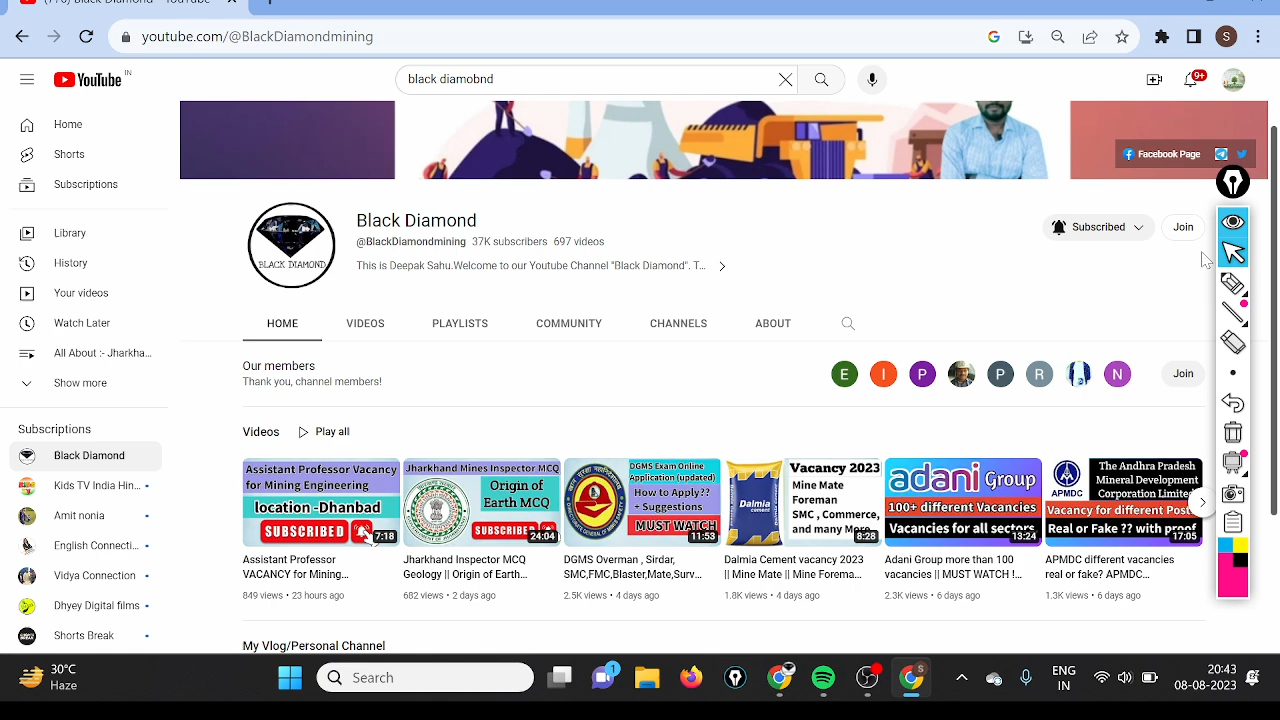 youtube.com/@BlackDiamondmining
S
YouTube IN
black diamobnd
9+
Home
Shorts
Subscriptions
Library
History
Your videos
Watch Later
All About :- Jharkha...
Show more
Subscriptions
Black Diamond
Kids TV India Hin...
Amit nonia
English Connecti...
Vidya Connection
Dhyey Digital films
Shorts Break
Facebook Page
BLACK DIAMOND
Black Diamond
@BlackDiamondmining 37K subscribers 697 videos
This is Deepak Sahu.Welcome to our Youtube Channel "Black Diamond". T...
Subscribed
Join
HOME VIDEOS PLAYLISTS COMMUNITY CHANNELS ABOUT
Our members
Thank you, channel members!
E I P P R N
Join
Videos Play all
Assistant Professor Vacancy
for Mining Engineering
location -Dhanbad
SUBSCRIBED
7:18
Assistant Professor
VACANCY for Mining...
849 views • 23 hours ago
Jharkhand Mines Inspector MCQ
Origin of
Earth MCQ
SUBSCRIBED
24:04
Jharkhand Inspector MCQ
Geology || Origin of Earth...
682 views • 2 days ago
DGMS Exam Online
Application (updated)
How to Apply??
+ Suggestions
MUST WATCH
11:53
DGMS Overman , Sirdar,
SMC,FMC,Blaster,Mate,Surv...
2.5K views • 4 days ago
Dalmia
cement
Vacancy 2023
Mine Mate
Foreman
SMC , Commerce,
and many More
8:28
Dalmia Cement vacancy 2023
|| Mine Mate || Mine Forema...
1.8K views • 4 days ago
adani Group
100+ different Vacancies
Vacancies for all sectors
13:24
Adani Group more than 100
vacancies || MUST WATCH !...
2.3K views • 6 days ago
APMDC
The Andhra Pradesh
Mineral Development
Corporation Limited
Vacancy for different Post
Real or Fake ?? with proof
17:05
APMDC different vacancies
real or fake? APMDC...
1.3K views • 6 days ago
My Vlog/Personal Channel
30°C
Haze
Search
1
S
ENG
IN
20:43
08-08-2023